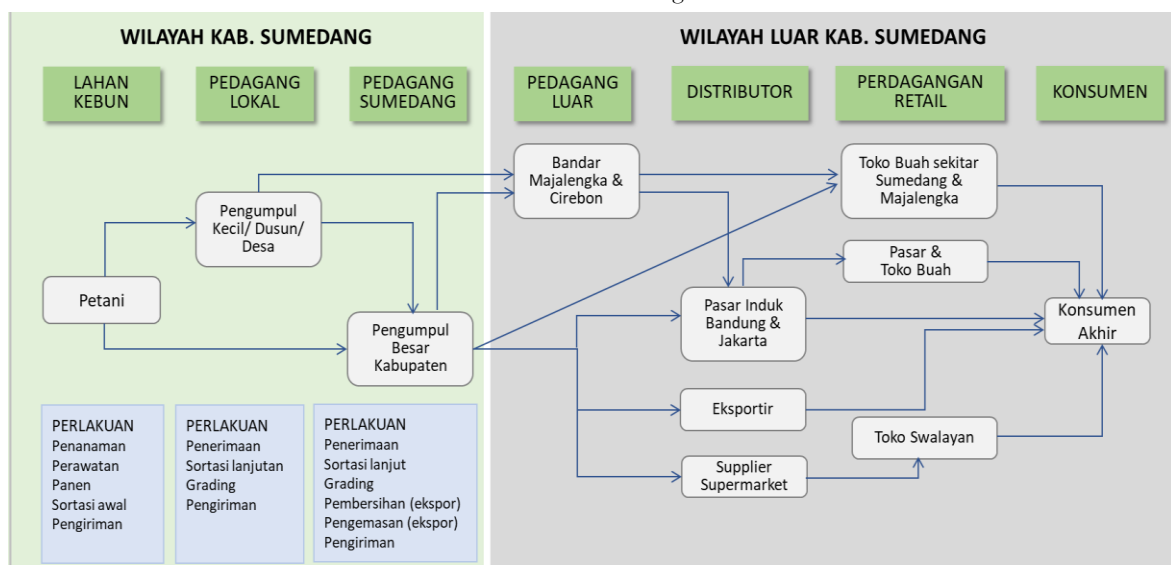 WILAYAH KAB. SUMEDANG
WILAYAH LUAR KAB. SUMEDANG
LAHAN
KEBUN
PEDAGANG
LOKAL
PEDAGANG
SUMEDANG
PEDAGANG
LUAR
DISTRIBUTOR
PERDAGANGAN
RETAIL
KONSUMEN
Petani
Pengumpul
Kecil/ Dusun/
Desa
Pengumpul
Besar
Kabupaten
Bandar
Majalengka &
Cirebon
Toko Buah sekitar
Sumedang &
Majalengka
Pasar &
Toko Buah
Pasar Induk
Bandung &
Jakarta
Konsumen
Akhir
Eksportir
Toko Swalayan
Supplier
Supermarket
PERLAKUAN
Penanaman
Perawatan
Panen
Sortasi awal
Pengiriman
PERLAKUAN
Penerimaan
Sortasi lanjutan
Grading
Pengiriman
PERLAKUAN
Penerimaan
Sortasi lanjut
Grading
Pembersihan (ekspor)
Pengemasan (ekspor)
Pengiriman